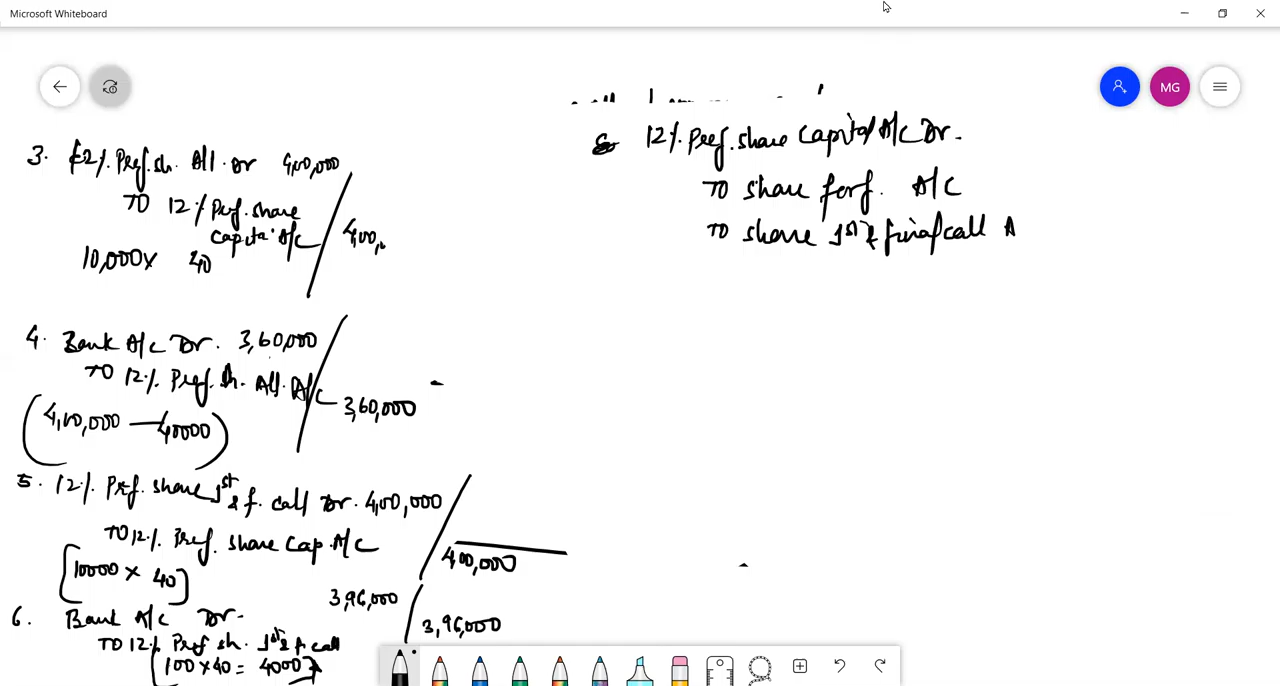 Microsoft Whiteboard
MG
3. 12%. Pref. sh. All. Dr 4,00,000
TO 12% Pref. share
Capital A/c
4,00,
10,000 x 40
4. Bank A/c Dr. 3,60,000
TO 12%. Pref. Sh. All. A/c
3,60,000
(4,00,000 — 40000)
5. 12%. Pref. share 1st
& f. call Dr. 4,00,000
TO 12%. Pref. share Cap. A/c
4,00,000
[10000 x 40]
6. Bank A/c Dr. 3,96,000
TO 12% Pref sh. 1st & f. call
3,96,000
(100 x 40 = 4000)
12%. Pref. share Capital A/c Dr.
TO share forf. A/C
TO share 1st & final call A